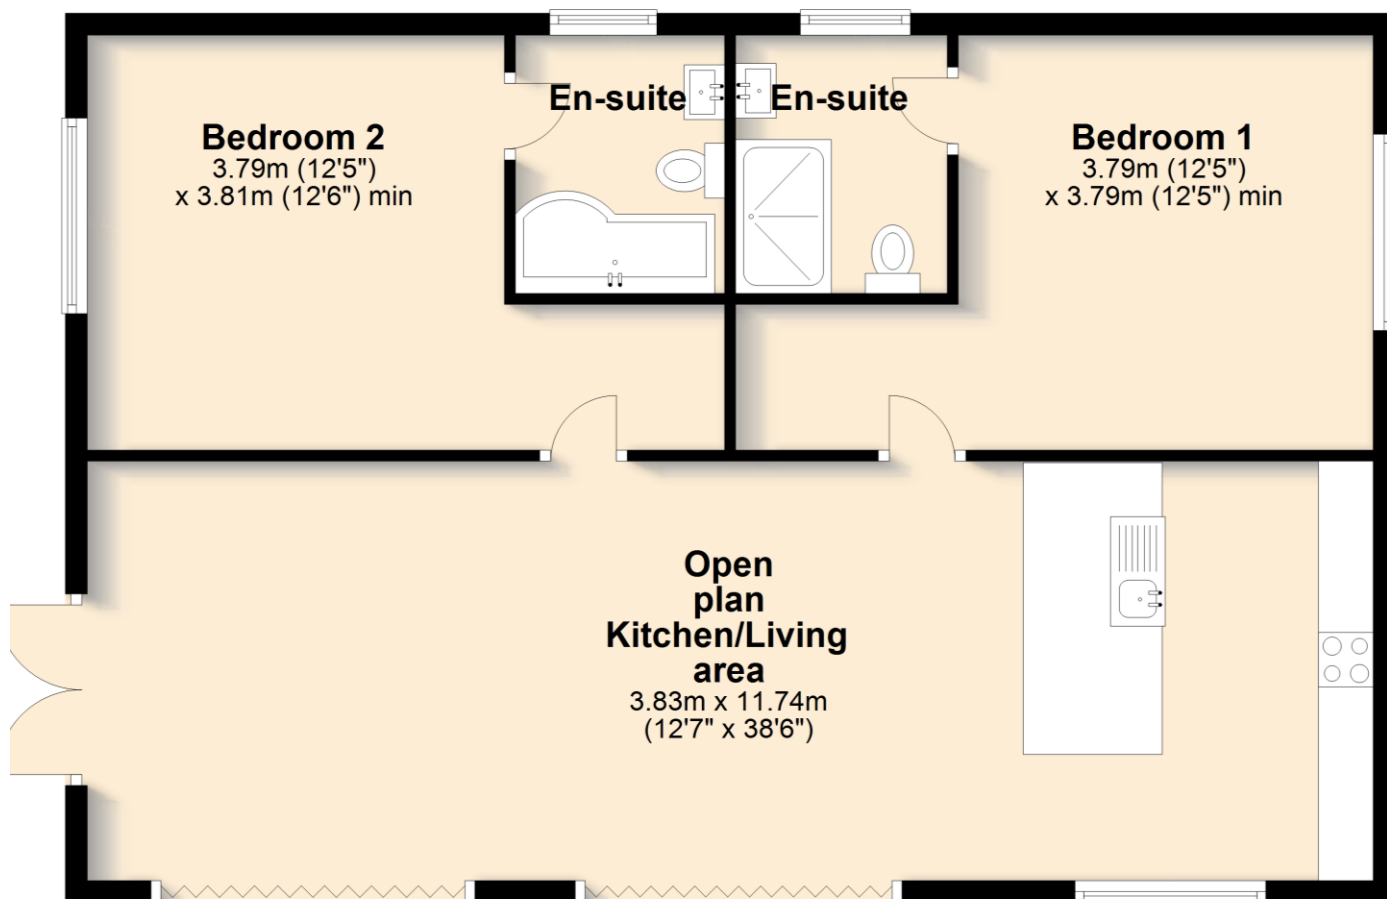 Bedroom 2
3.79m (12'5")
x 3.81m (12'6") min
En-suite
En-suite
Bedroom 1
3.79m (12'5")
x 3.79m (12'5") min
Open
plan
Kitchen/Living
area
3.83m x 11.74m
(12'7" x 38'6")